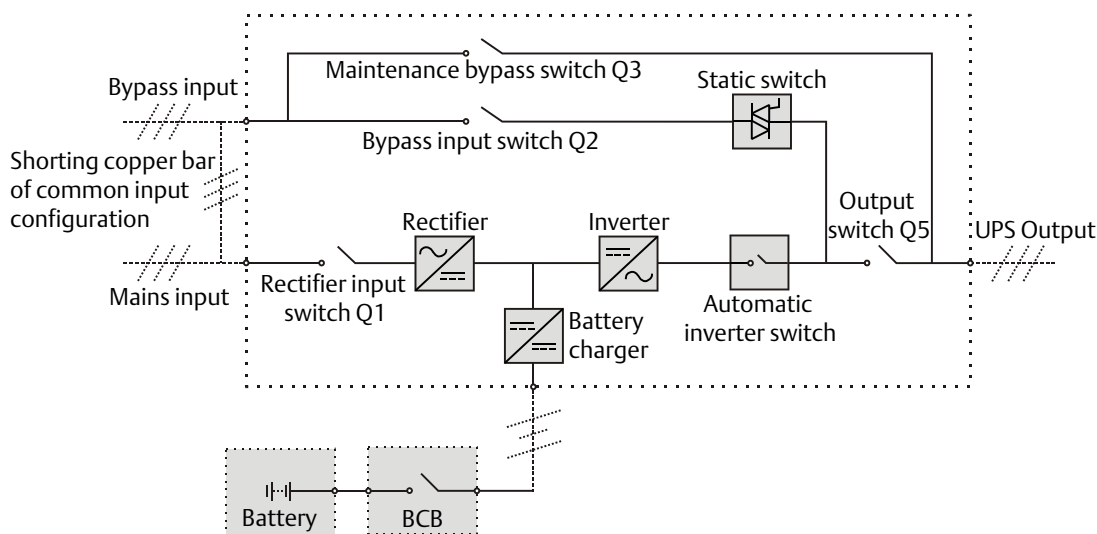 Maintenance bypass switch Q3
Static switch
Bypass input
Bypass input switch Q2
Shorting copper bar
of common input
configuration
Rectifier
Inverter
Output
switch Q5
UPS Output
Mains input
Rectifier input
switch Q1
Automatic
inverter switch
Battery
charger
Battery
BCB